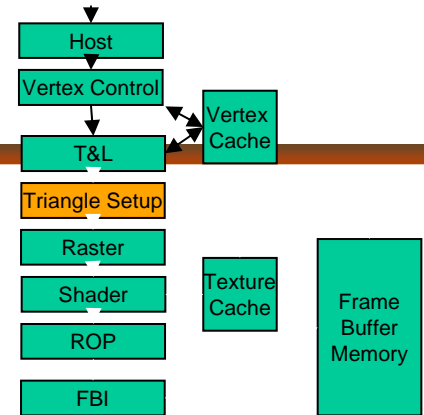 Host
Vertex Control
Vertex
Cache
T&L
Triangle Setup
Raster
Shader
Texture
Cache
Frame
Buffer
Memory
ROP
FBI